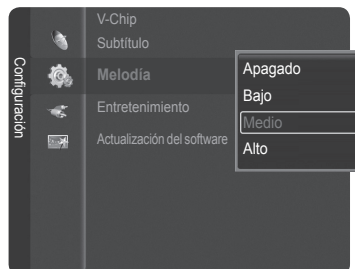 Configuración
V-Chip
Subtítulo
Melodía
Entretenimiento
Actualización del software
Apagado
Bajo
Medio
Alto